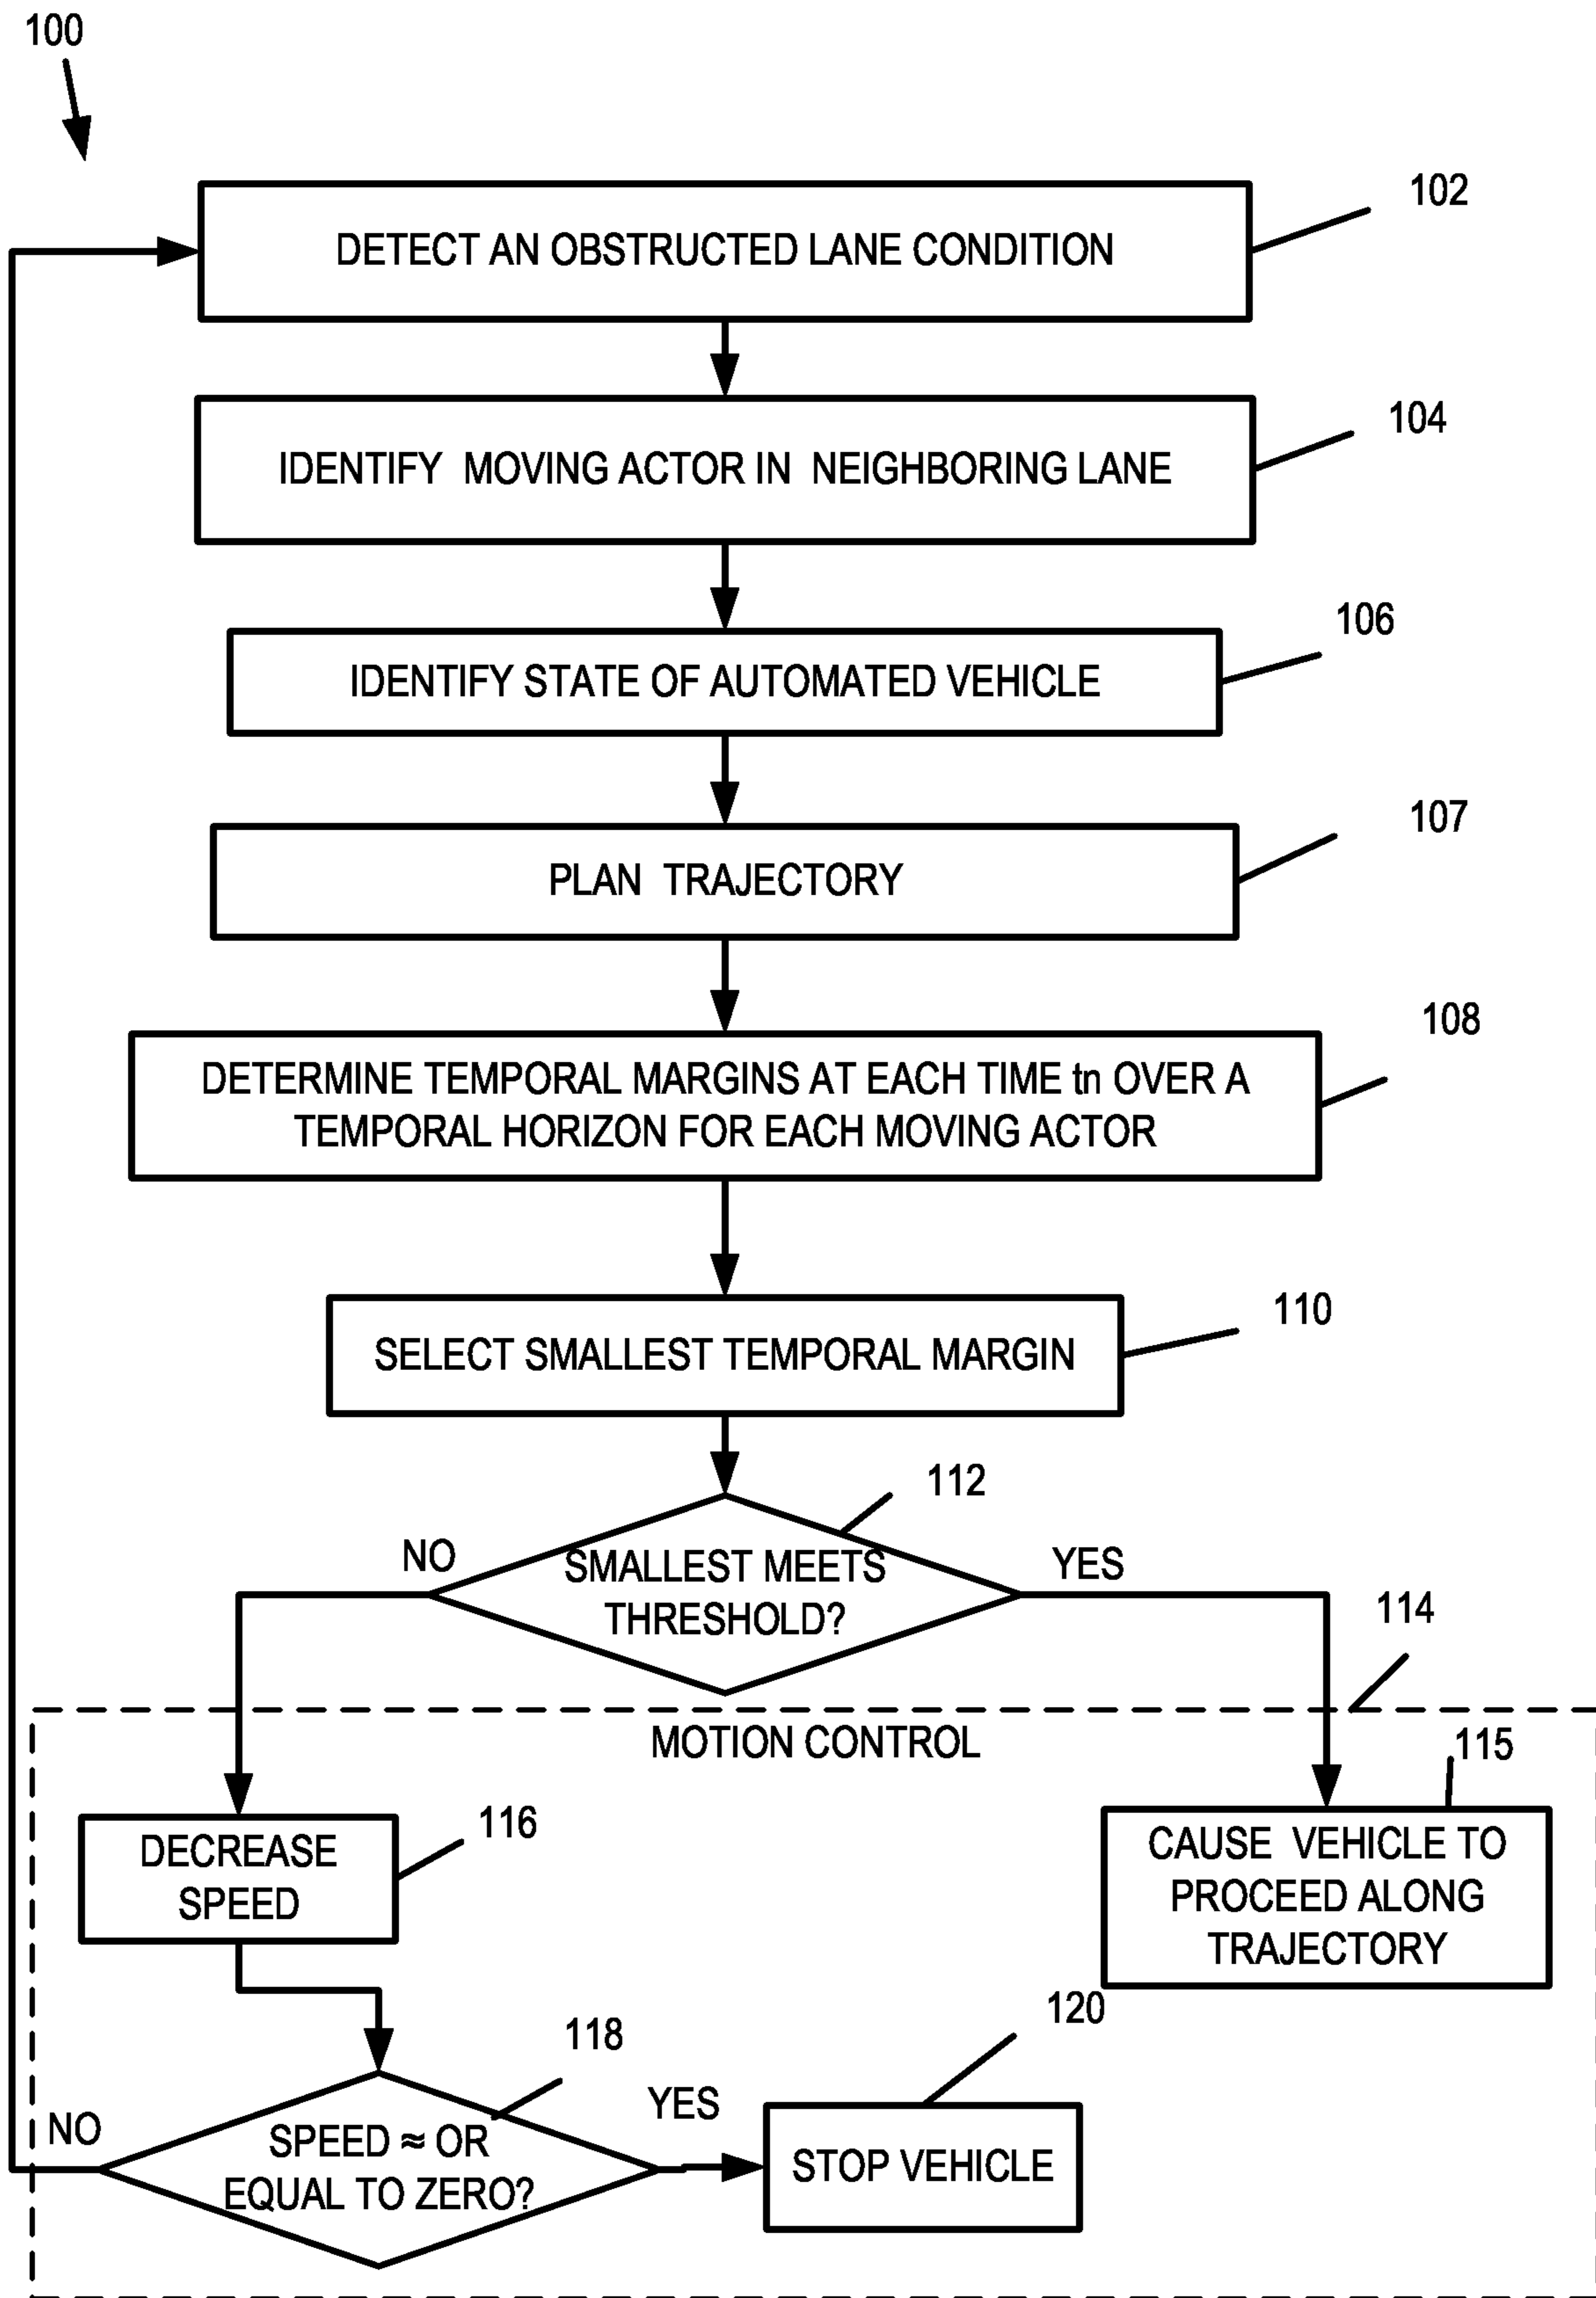 100
102
DETECT AN OBSTRUCTED LANE CONDITION
104
IDENTIFY MOVING ACTOR IN NEIGHBORING LANE
106
IDENTIFY STATE OF AUTOMATED VEHICLE
107
PLAN TRAJECTORY
108
DETERMINE TEMPORAL MARGINS AT EACH TIME tn OVER A
TEMPORAL HORIZON FOR EACH MOVING ACTOR
110
SELECT SMALLEST TEMPORAL MARGIN
112
NO
YES
SMALLEST MEETS
THRESHOLD?
114
MOTION CONTROL
115
116
DECREASE
SPEED
CAUSE VEHICLE TO
PROCEED ALONG
TRAJECTORY
120
118
YES
NO
SPEED ≈ OR
EQUAL TO ZERO?
STOP VEHICLE